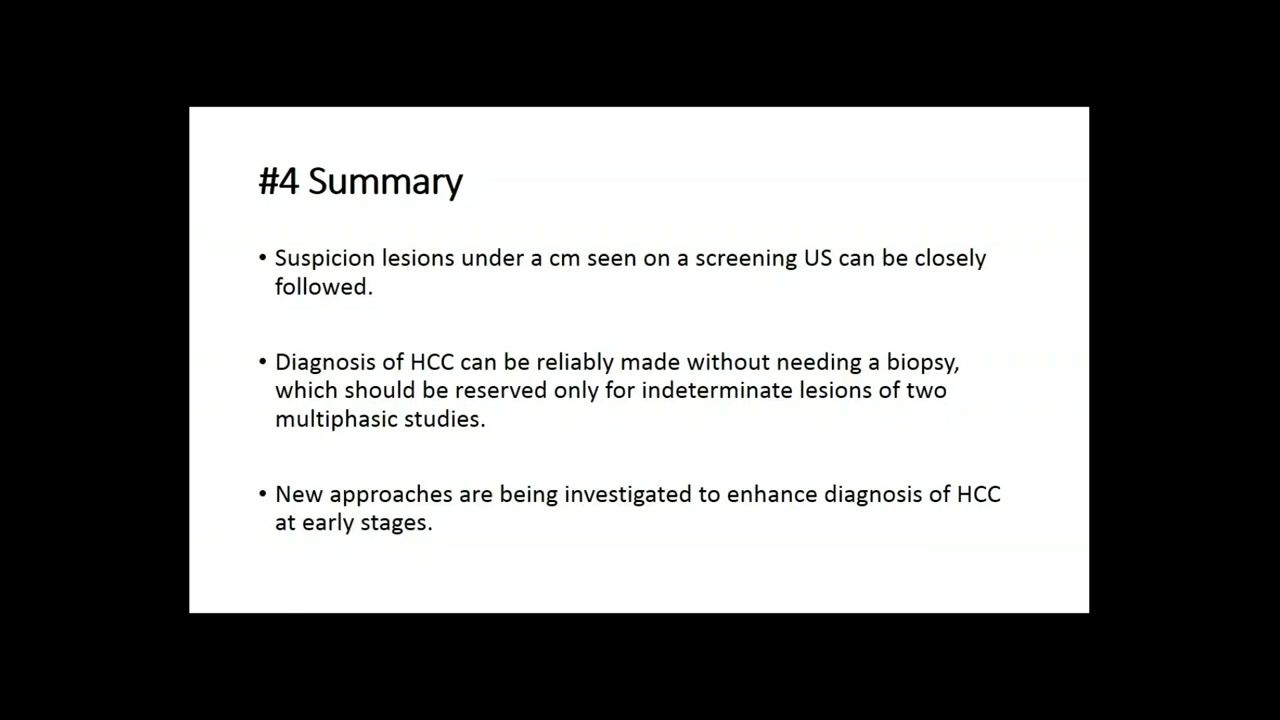 #4 Summary
• Suspicion lesions under a cm seen on a screening US can be closely
followed.
• Diagnosis of HCC can be reliably made without needing a biopsy,
which should be reserved only for indeterminate lesions of two
multiphasic studies.
• New approaches are being investigated to enhance diagnosis of HCC
at early stages.